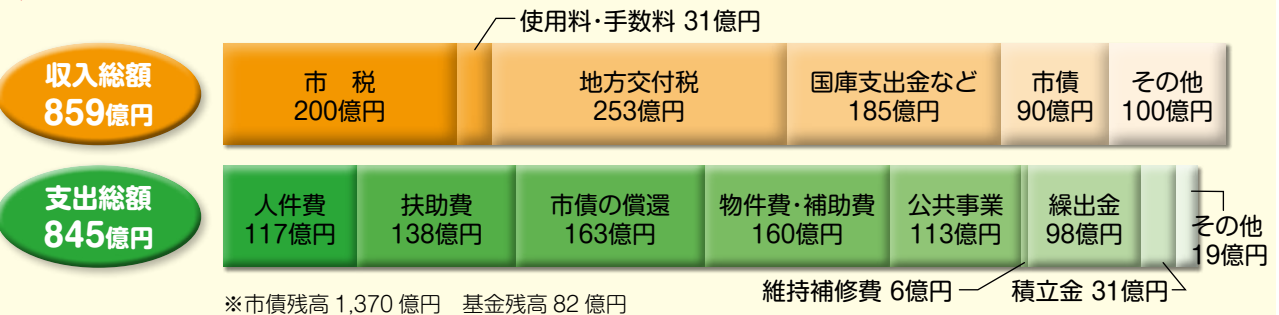 使用料・手数料 31億円
収入総額
859億円
市 税
200億円
地方交付税
253億円
国庫支出金など
185億円
市債
90億円
その他
100億円
支出総額
845億円
人件費
117億円
扶助費
138億円
市債の償還
163億円
物件費・補助費
160億円
公共事業
113億円
繰出金
98億円
その他
19億円
維持補修費 6億円
積立金 31億円
※市債残高 1,370 億円 基金残高 82 億円